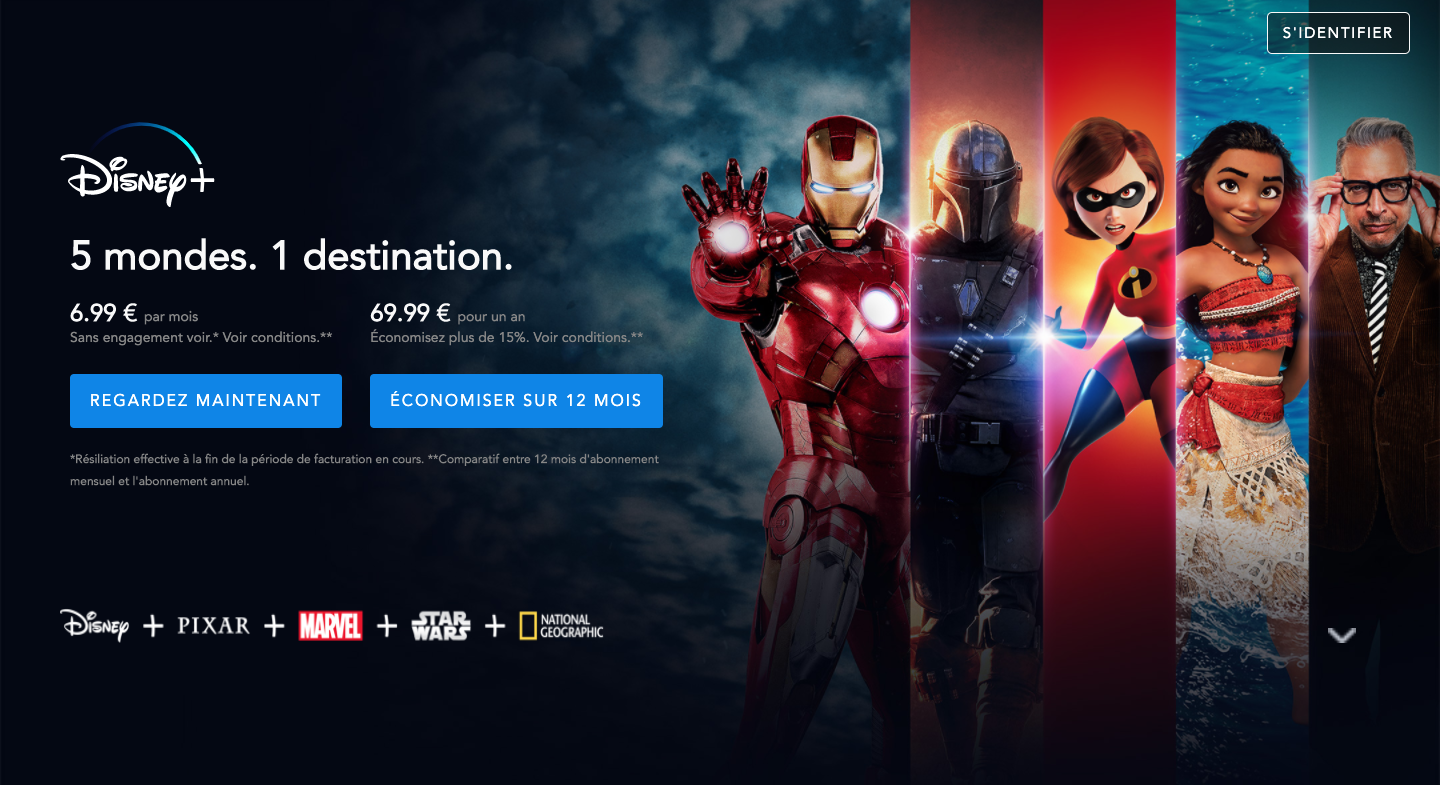 S'IDENTIFIER
Disney+
5 mondes. 1 destination.
6.99 € par mois
Sans engagement voir.* Voir conditions.**
69.99 € pour un an
Économisez plus de 15%. Voir conditions.**
REGARDEZ MAINTENANT
ÉCONOMISER SUR 12 MOIS
*Résiliation effective à la fin de la période de facturation en cours. **Comparatif entre 12 mois d'abonnement
mensuel et l'abonnement annuel.
Disney + PIXAR + MARVEL + STAR WARS + NATIONAL GEOGRAPHIC